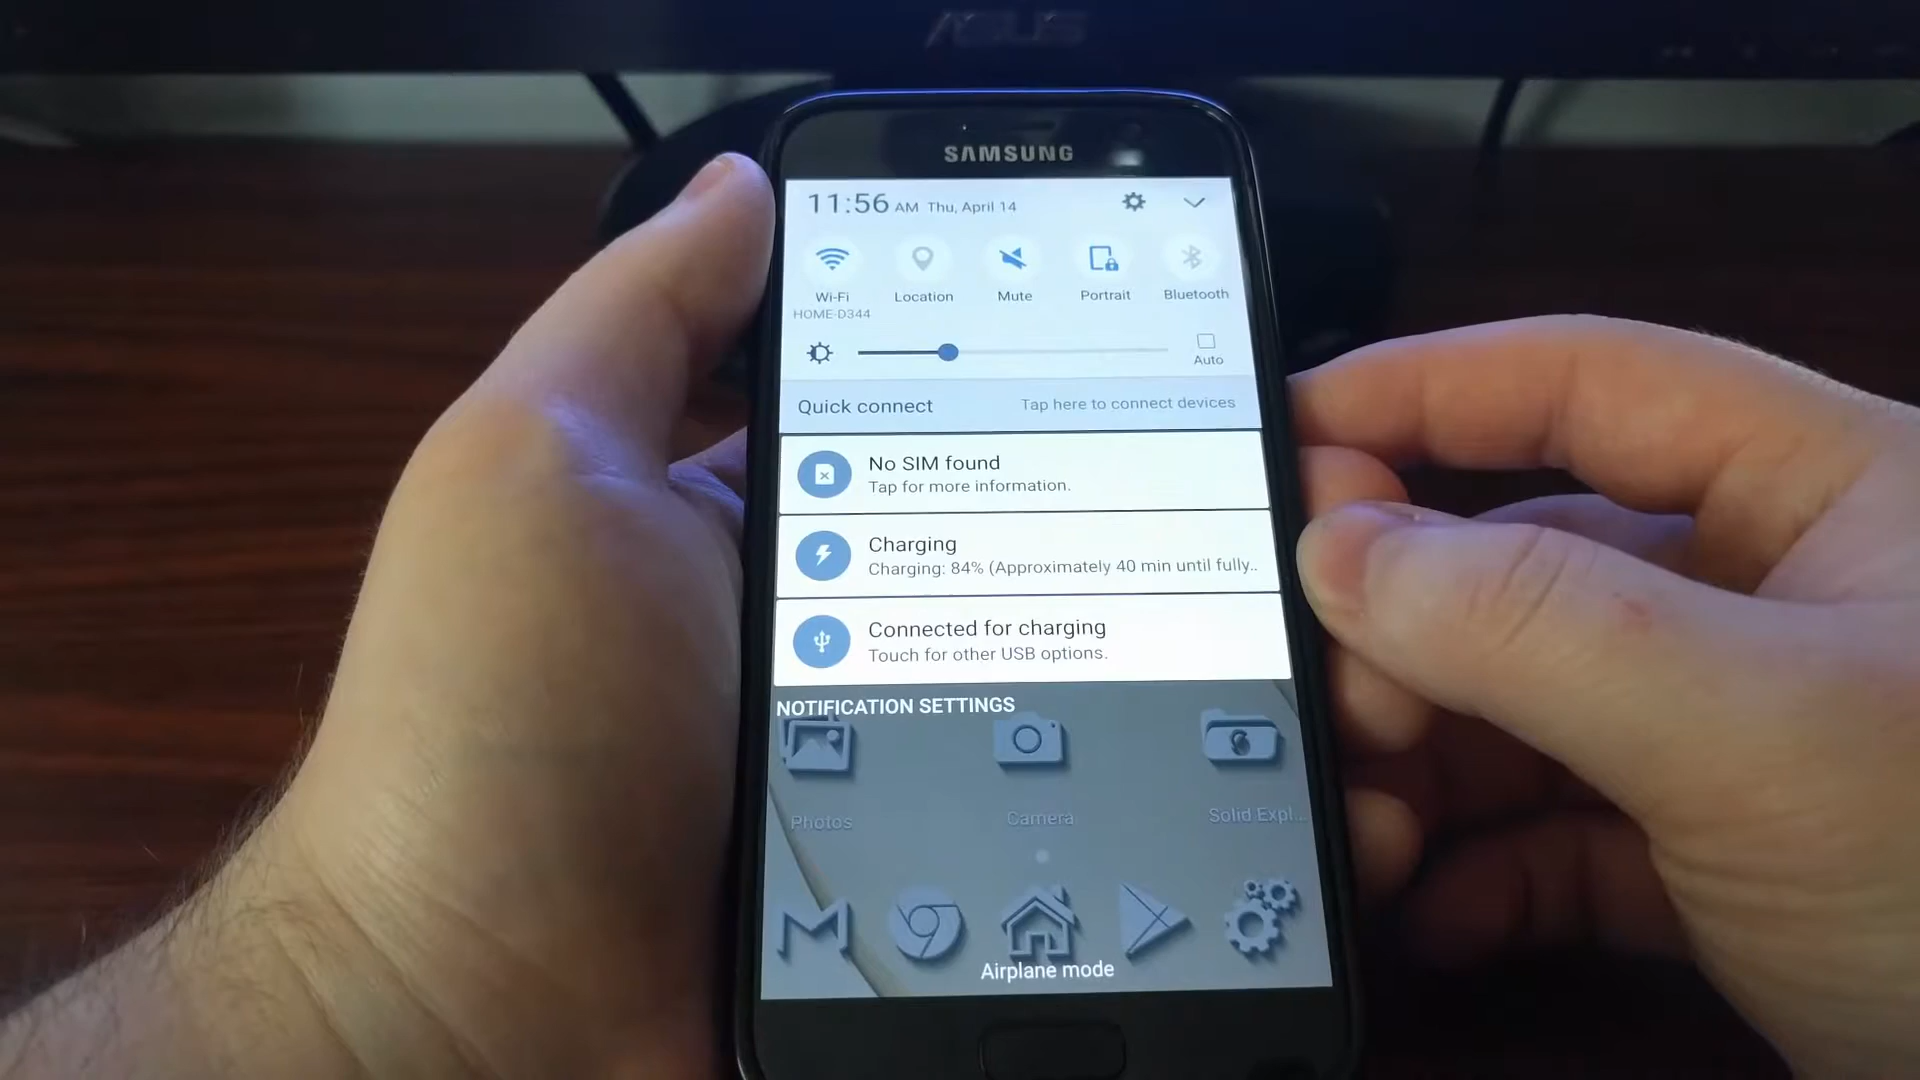 ASUS
SAMSUNG
11:56 AM Thu, April 14
Wi-Fi Location Mute Portrait Bluetooth
HOME-D344
Auto
Quick connect Tap here to connect devices
No SIM found
Tap for more information.
Charging
Charging: 84% (Approximately 40 min until fully..
Connected for charging
Touch for other USB options.
NOTIFICATION SETTINGS
Photos Camera Solid Expl...
Airplane mode